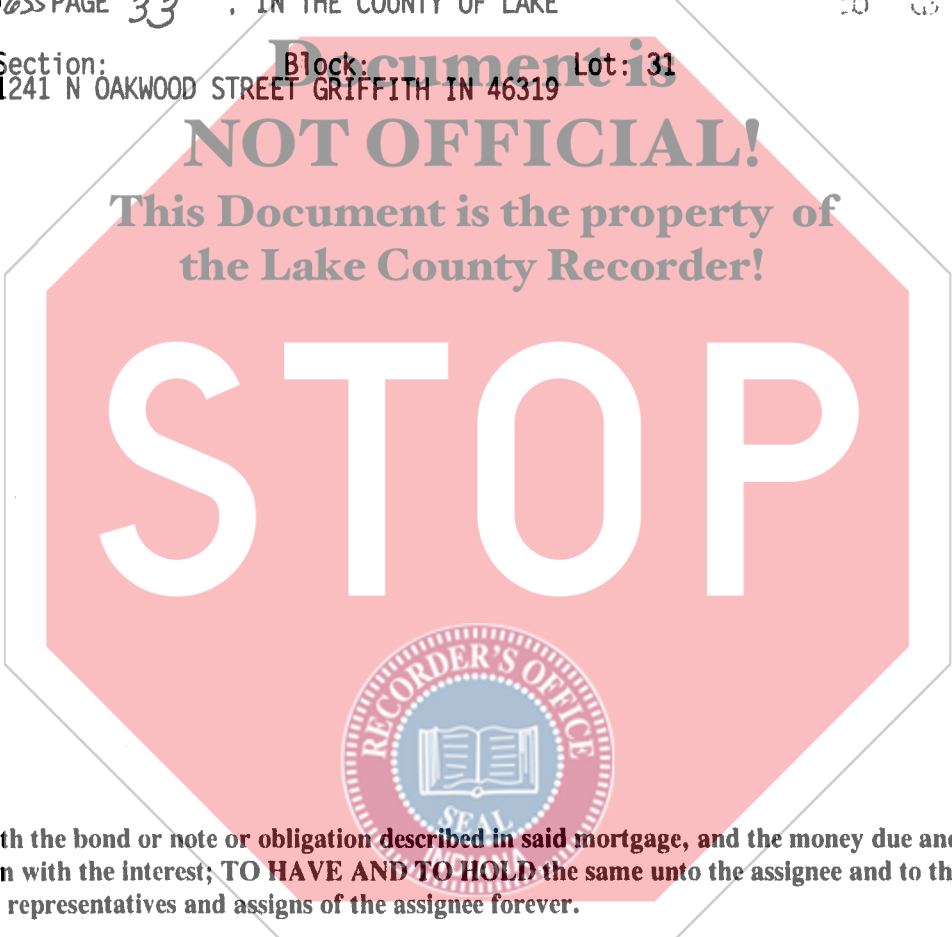 PAGE 33 , IN THE COUNTY OF LAKE
Section: Block: Lot: 31
1241 N OAKWOOD STREET GRIFFITH IN 46319
Document is
NOT OFFICIAL!
This Document is the property of
the Lake County Recorder!
STOP
RECORDER'S OFFICE
SEAL
INDIANA
th the bond or note or obligation described in said mortgage, and the money due and
n with the interest; TO HAVE AND TO HOLD the same unto the assignee and to th
representatives and assigns of the assignee forever.